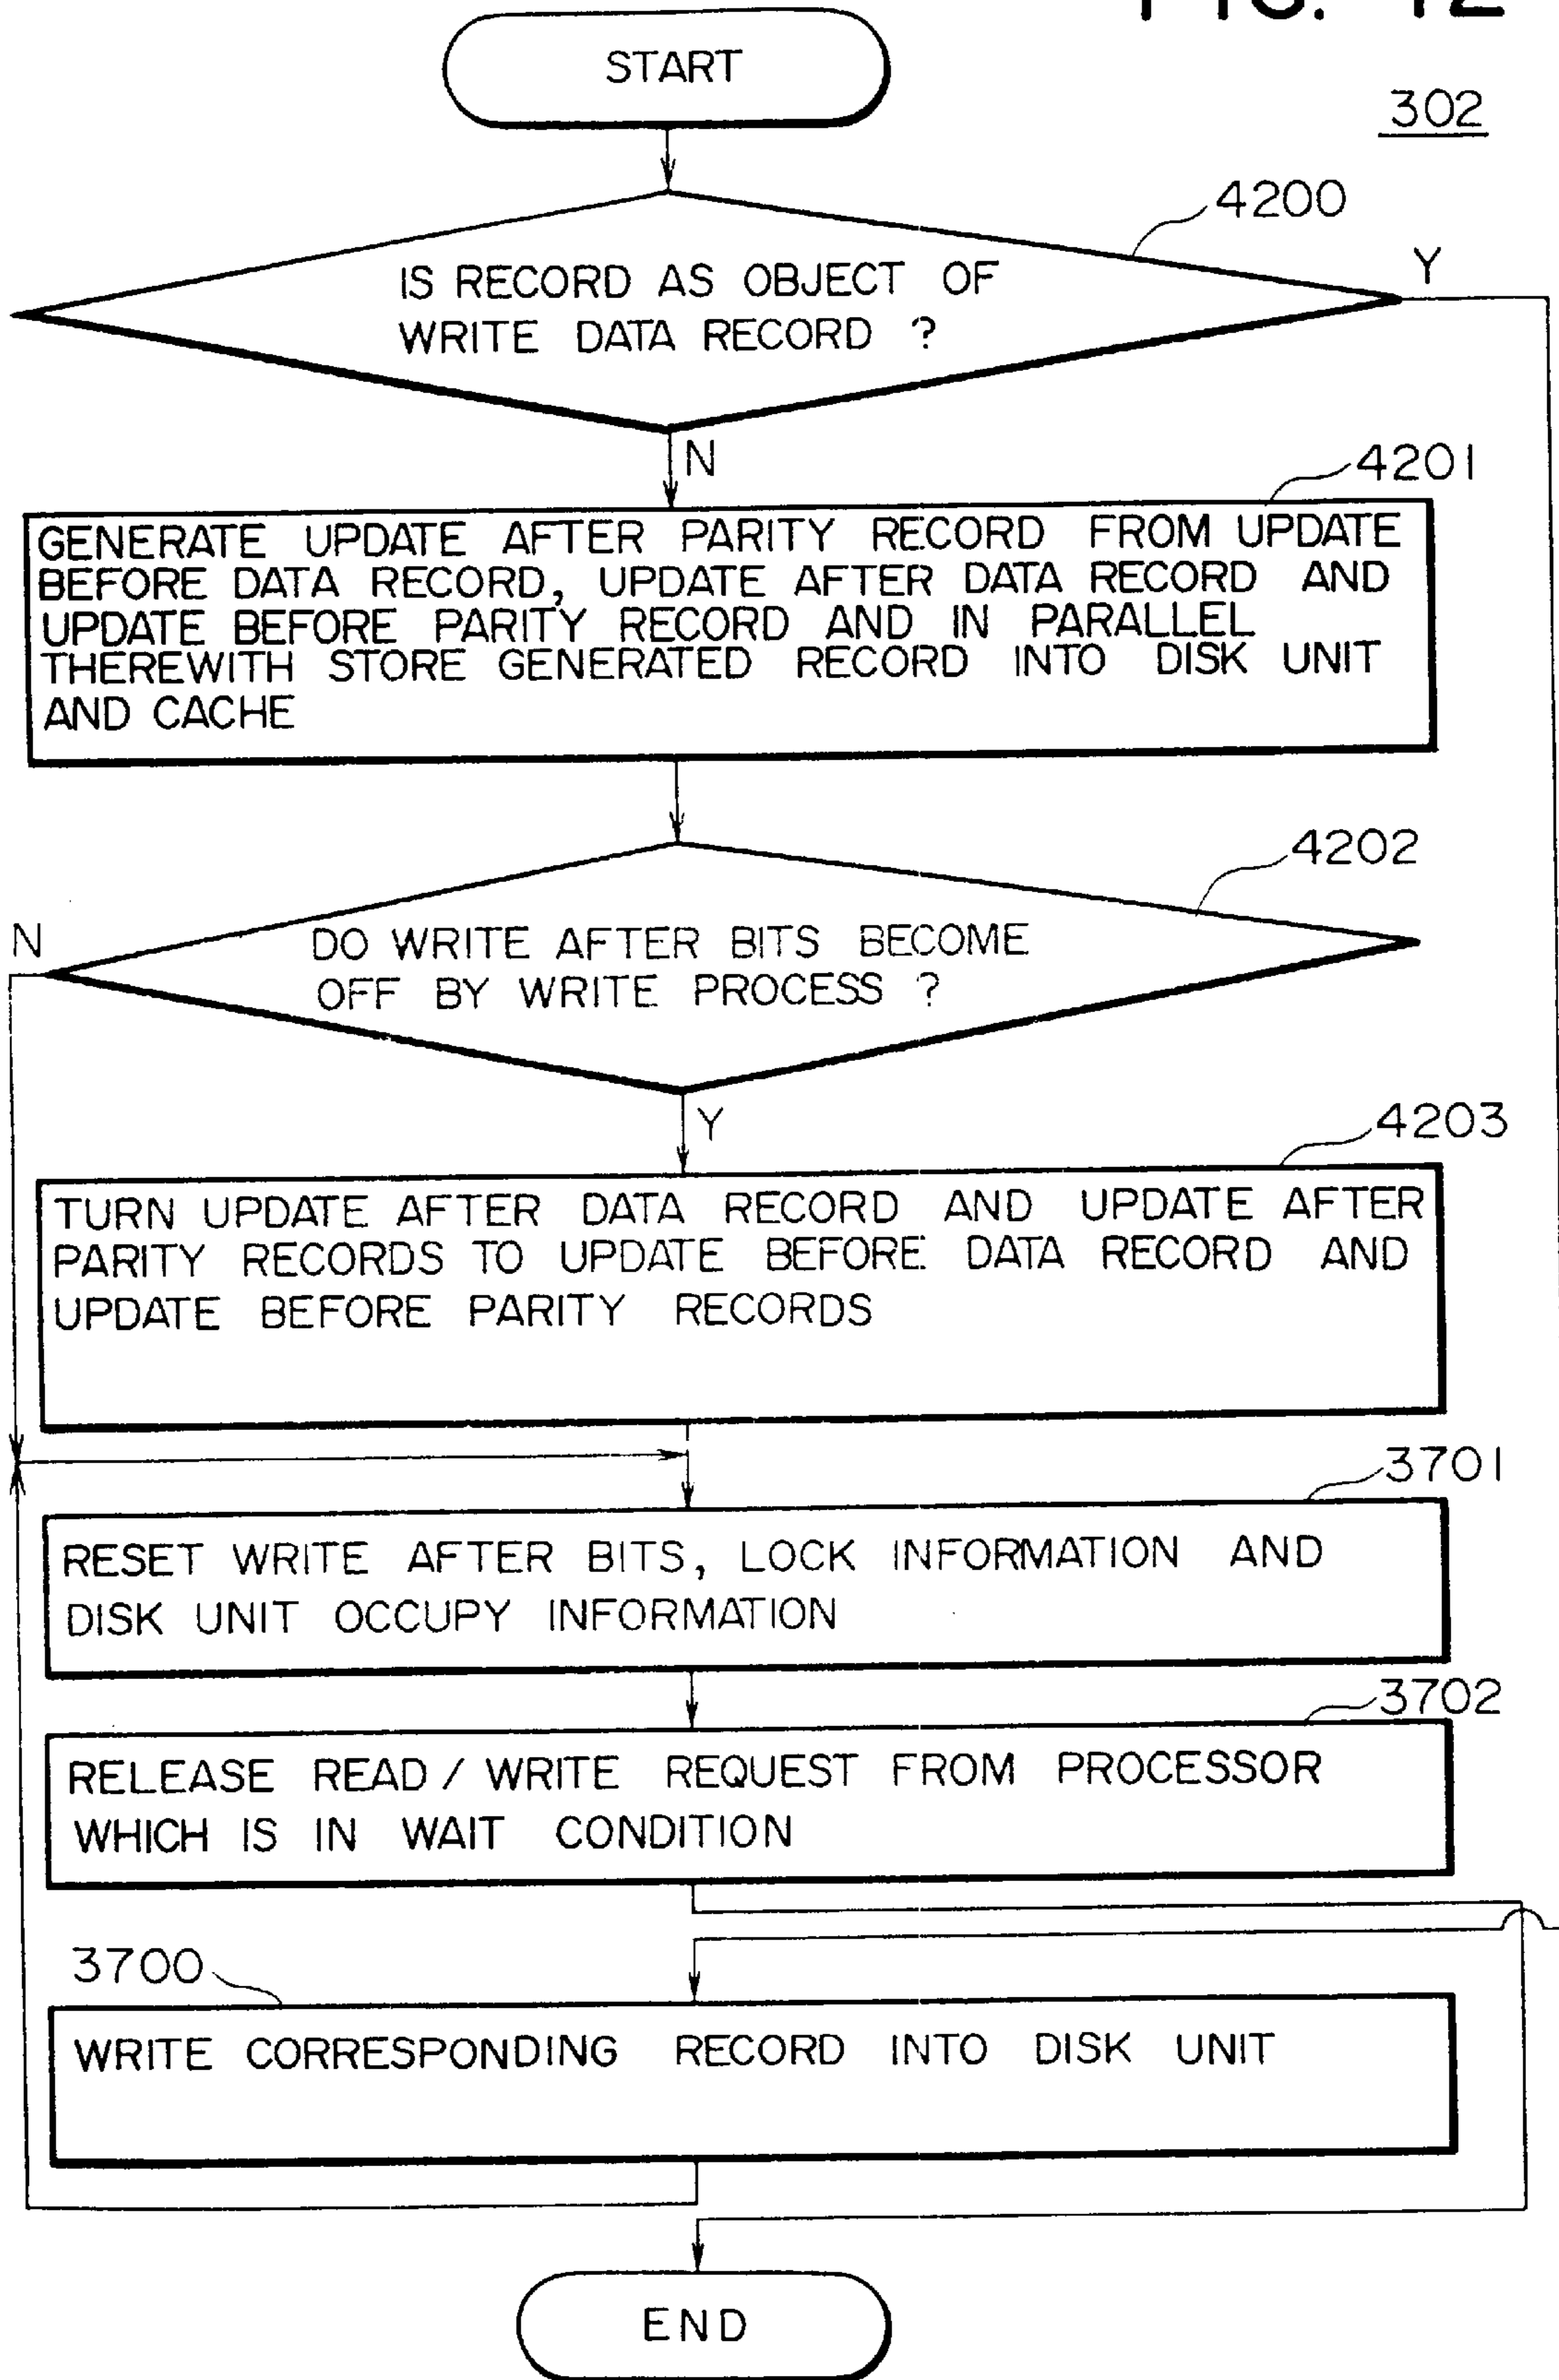 FIG. 42
START
302
4200
IS RECORD AS OBJECT OF
WRITE DATA RECORD ?
Y
N
4201
GENERATE UPDATE AFTER PARITY RECORD FROM UPDATE
BEFORE DATA RECORD, UPDATE AFTER DATA RECORD AND
UPDATE BEFORE PARITY RECORD AND IN PARALLEL
THEREWITH STORE GENERATED RECORD INTO DISK UNIT
AND CACHE
4202
N
DO WRITE AFTER BITS BECOME
OFF BY WRITE PROCESS ?
Y
4203
TURN UPDATE AFTER DATA RECORD AND UPDATE AFTER
PARITY RECORDS TO UPDATE BEFORE DATA RECORD AND
UPDATE BEFORE PARITY RECORDS
3701
RESET WRITE AFTER BITS, LOCK INFORMATION AND
DISK UNIT OCCUPY INFORMATION
3702
RELEASE READ / WRITE REQUEST FROM PROCESSOR
WHICH IS IN WAIT CONDITION
3700
WRITE CORRESPONDING RECORD INTO DISK UNIT
END